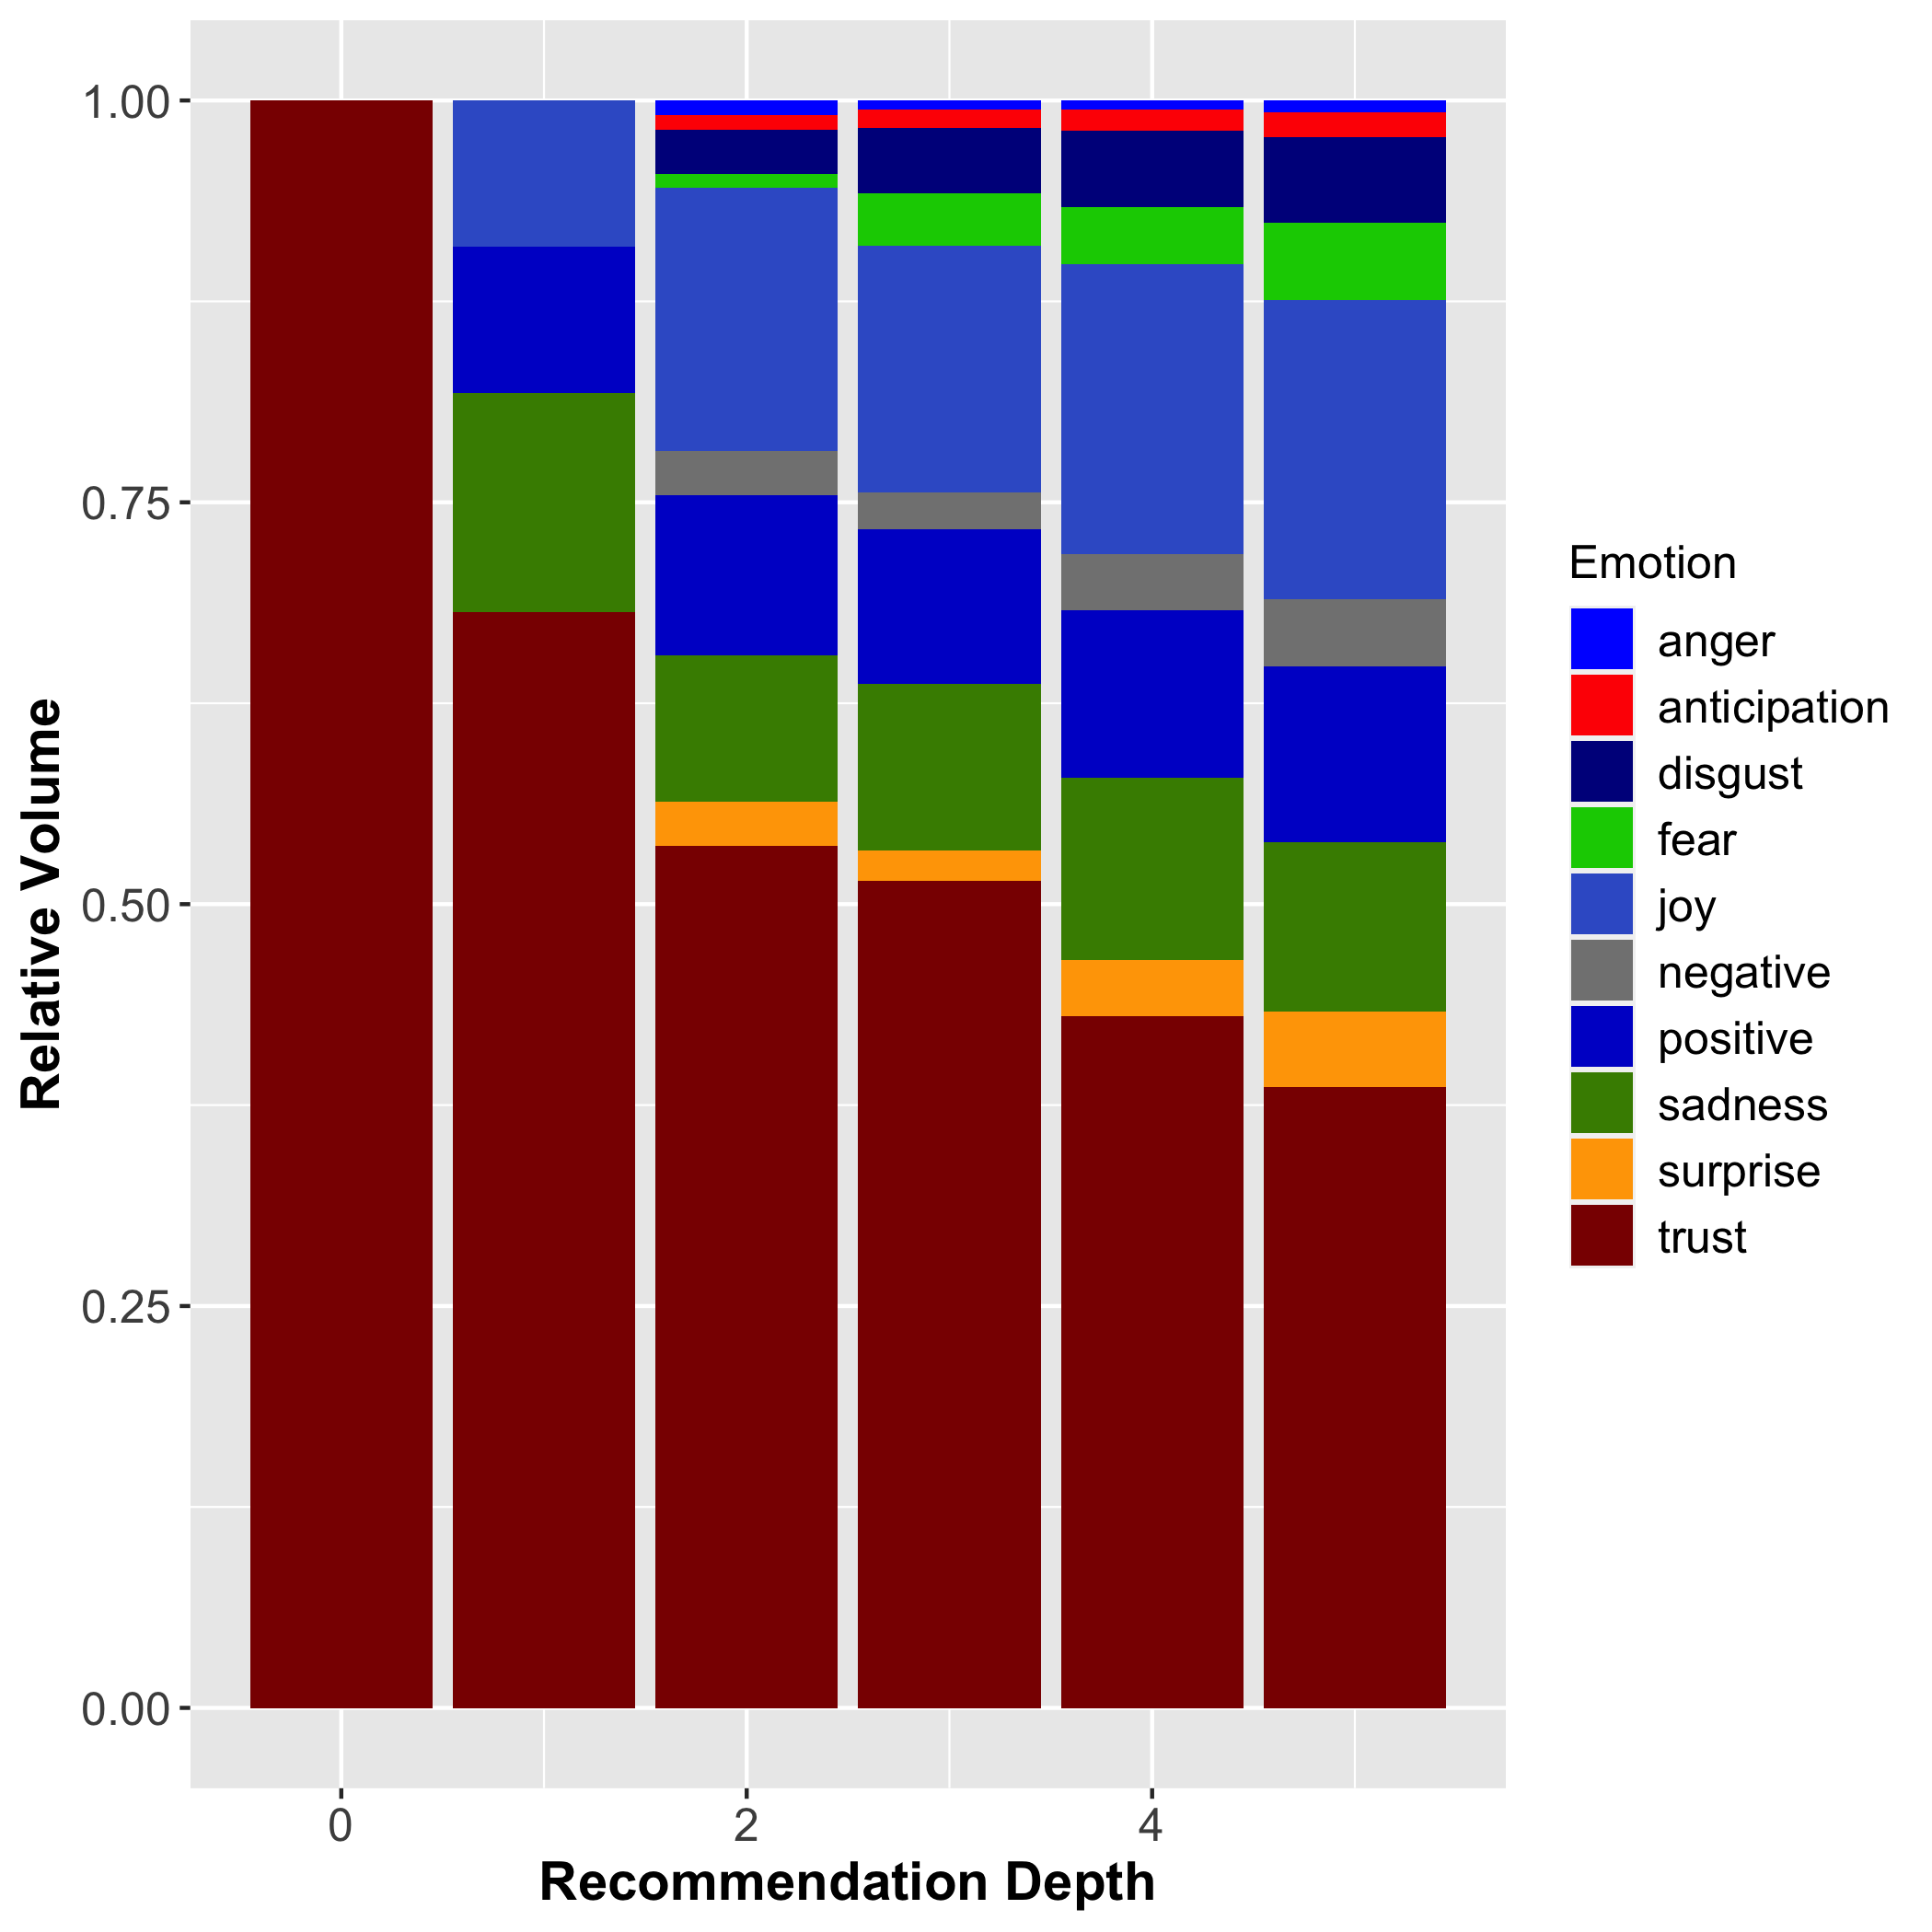 Relative Volume
1.00
0.75
0.50
0.25
0.00
0
2
4
Recommendation Depth
Emotion
anger
anticipation
disgust
fear
joy
negative
positive
sadness
surprise
trust